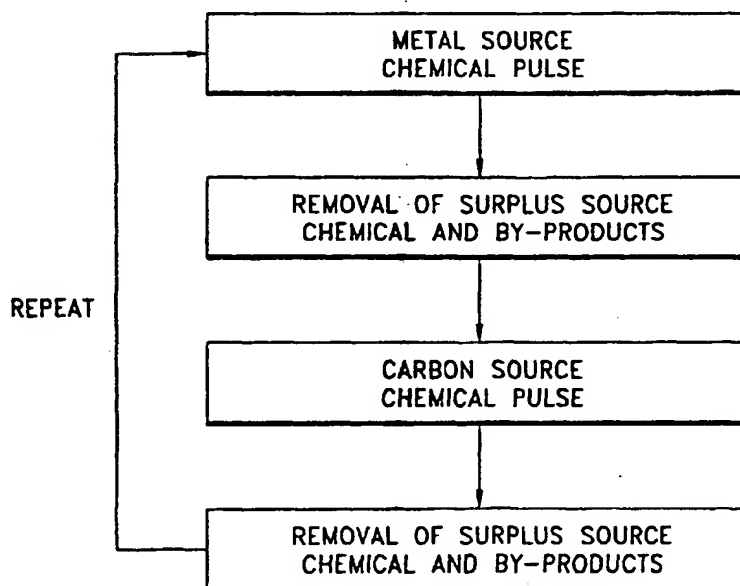 METAL SOURCE
CHEMICAL PULSE
REMOVAL OF SURPLUS SOURCE
CHEMICAL AND BY-PRODUCTS
REPEAT
CARBON SOURCE
CHEMICAL PULSE
REMOVAL OF SURPLUS SOURCE
CHEMICAL AND BY-PRODUCTS